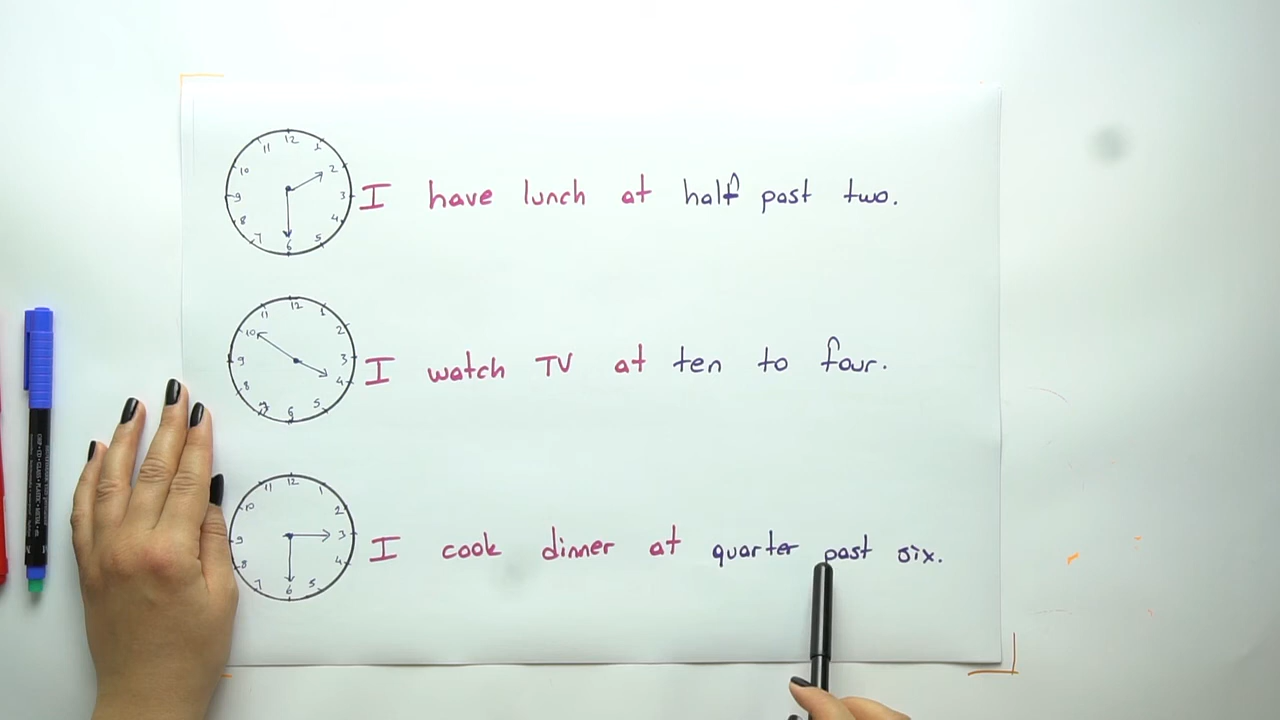 I have lunch at half past two.
I watch TV at ten to four.
I cook dinner at quarter past six.